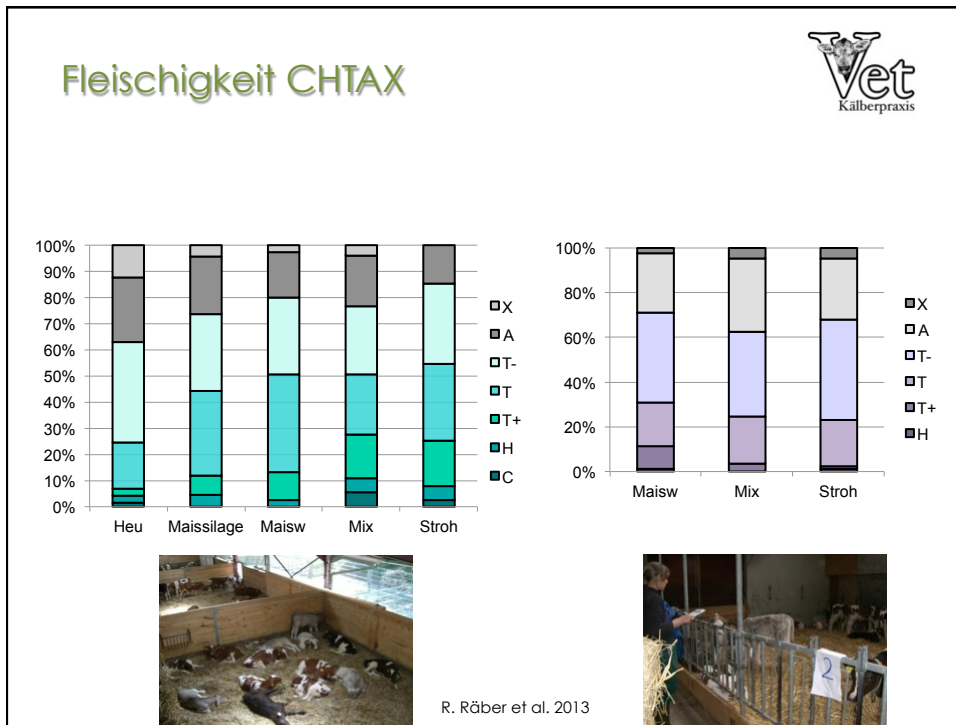 Fleischigkeit CHTAX
Vet
Kälberpraxis
100%
90%
80%
70%
60%
50%
40%
30%
20%
10%
0%
Heu Maissilage Maisw Mix Stroh
X
A
T-
T
T+
H
C
100%
80%
60%
40%
20%
0%
Maisw Mix Stroh
X
A
T-
T
T+
H
2
R. Räber et al. 2013